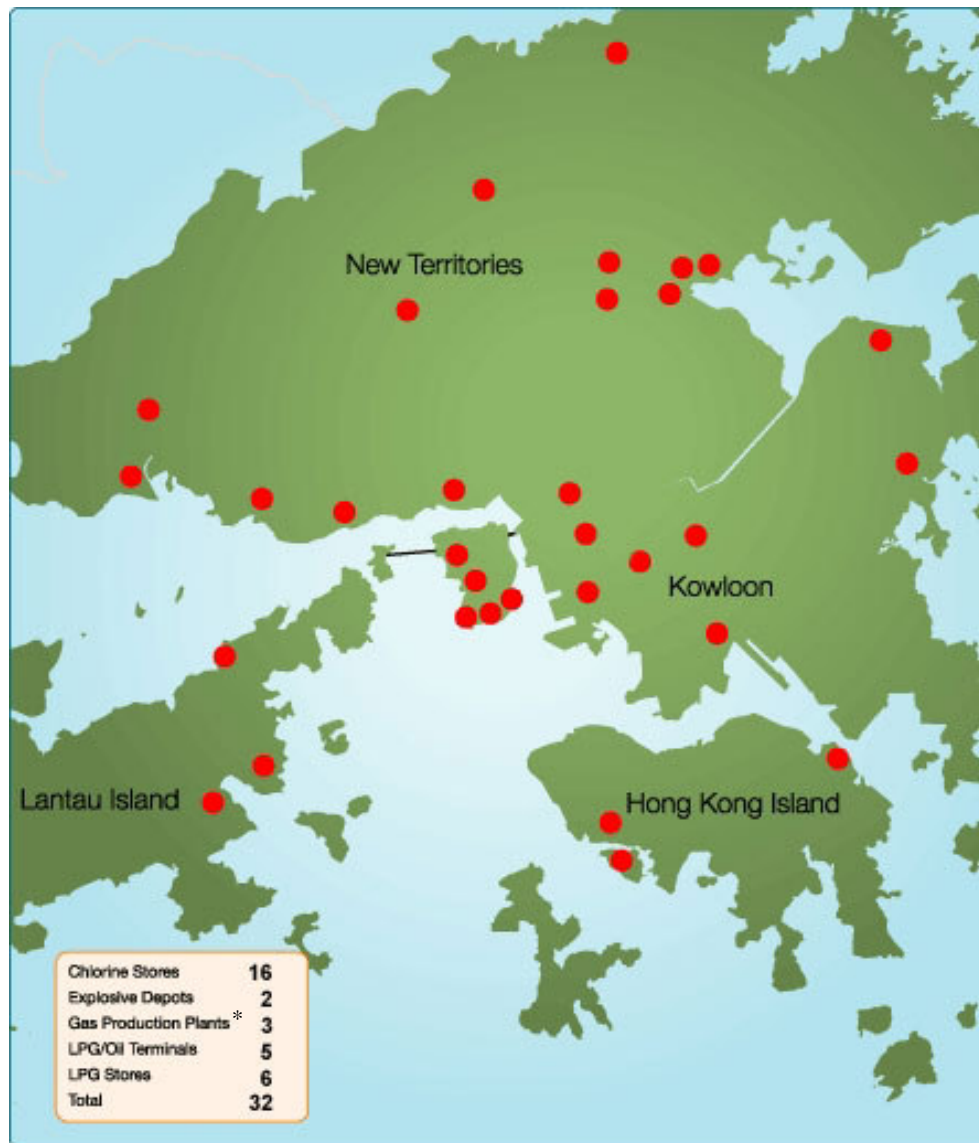 New Territories
Kowloon
Lantau Island
Hong Kong Island
Chlorine Stores 16
Explosive Depots 2
Gas Production Plants * 3
LPG/Oil Terminals 5
LPG Stores 6
Total 32